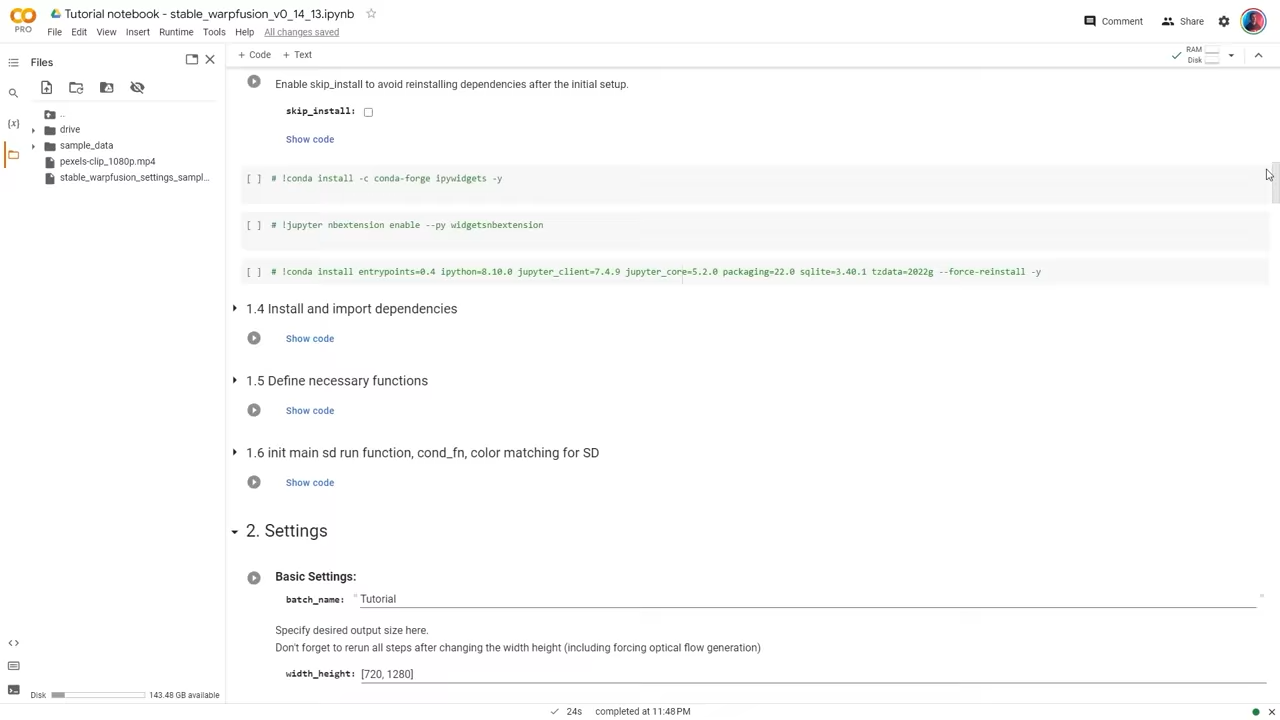 PRO
Tutorial notebook - stable_warpfusion_v0_14_13.ipynb
File Edit View Insert Runtime Tools Help All changes saved
Comment Share
Files
+ Code + Text
RAM
Disk
Enable skip_install to avoid reinstalling dependencies after the initial setup.
..
skip_install:
drive
{x}
Show code
sample_data
pexels-clip_1080p.mp4
stable_warpfusion_settings_sampl...
[ ] # !conda install -c conda-forge ipywidgets -y
[ ] # !jupyter nbextension enable --py widgetsnbextension
[ ] # !conda install entrypoints=0.4 ipython=8.10.0 jupyter_client=7.4.9 jupyter_core=5.2.0 packaging=22.0 sqlite=3.40.1 tzdata=2022g --force-reinstall -y
1.4 Install and import dependencies
Show code
1.5 Define necessary functions
Show code
1.6 init main sd run function, cond_fn, color matching for SD
Show code
2. Settings
Basic Settings:
batch_name: " Tutorial "
Specify desired output size here.
Don't forget to rerun all steps after changing the width height (including forcing optical flow generation)
width_height: [720, 1280]
Disk 143.48 GB available
24s completed at 11:48 PM